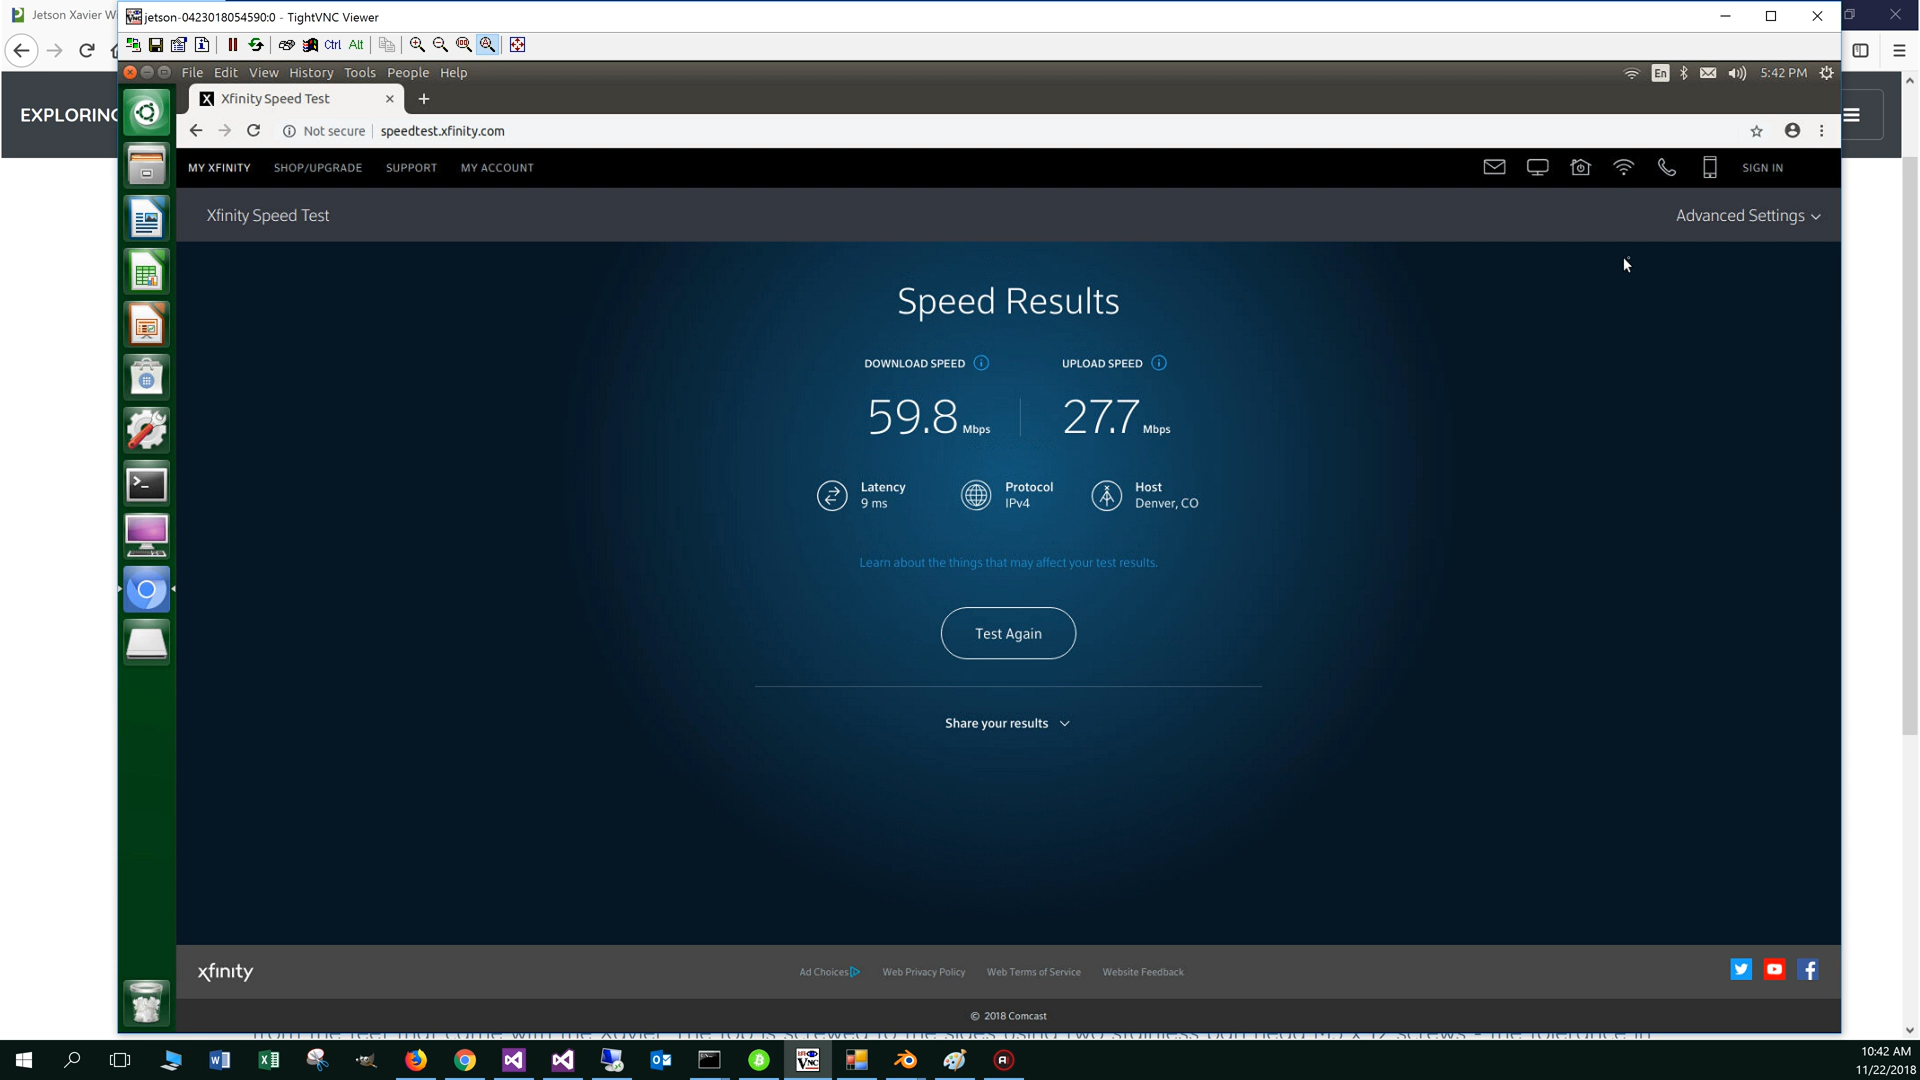 Jetson Xavier W
jetson-0423018054590:0 - TightVNC Viewer
Ctrl Alt
File Edit View History Tools People Help
En 5:42 PM
Xfinity Speed Test
EXPLORING
Not secure speedtest.xfinity.com
MY XFINITY SHOP/UPGRADE SUPPORT MY ACCOUNT SIGN IN
Xfinity Speed Test Advanced Settings
Speed Results
DOWNLOAD SPEED UPLOAD SPEED
59.8 Mbps 27.7 Mbps
Latency Protocol Host
9 ms IPv4 Denver, CO
Learn about the things that may affect your test results.
Test Again
Share your results
xfinity Ad Choices Web Privacy Policy Web Terms of Service Website Feedback
© 2018 Comcast
10:42 AM
11/22/2018